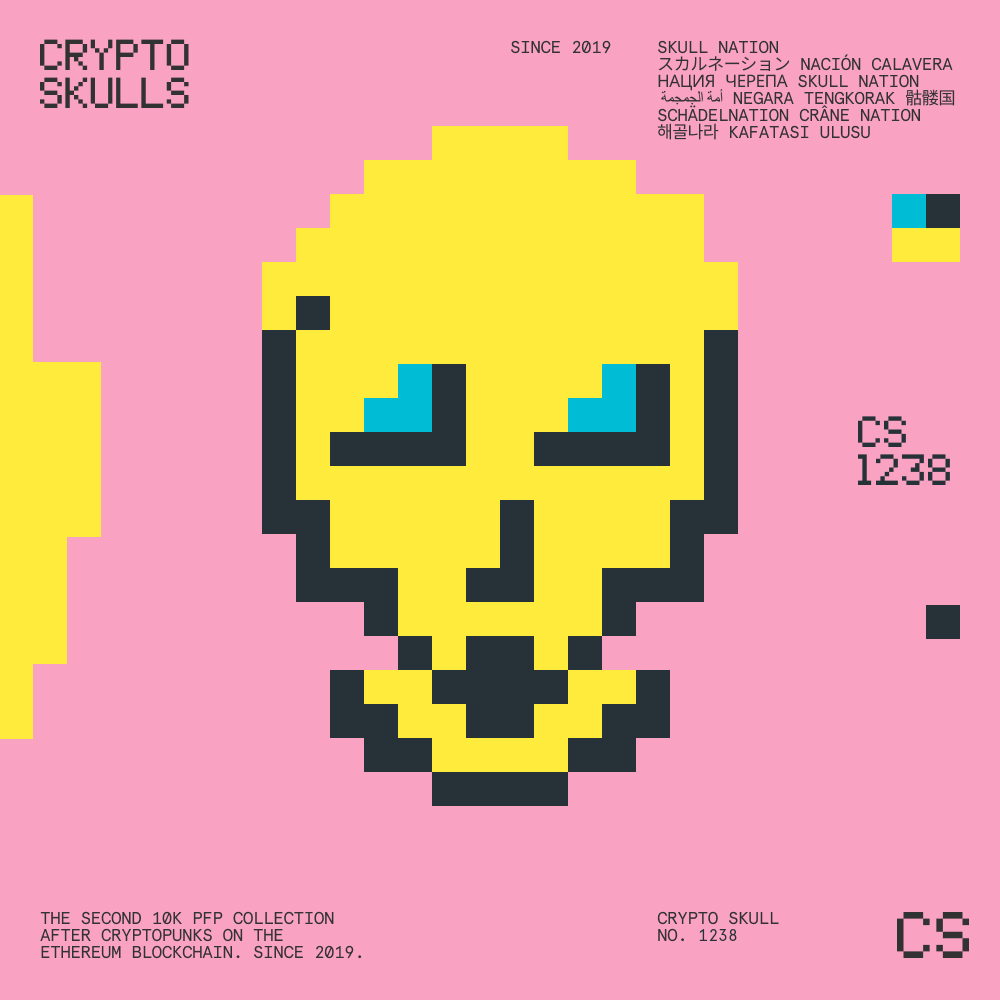 CRYPTO
SKULLS
SINCE 2019
SKULL NATION
スカルネーション NACIÓN CALAVERA
НАЦИЯ ЧЕРЕПА SKULL NATION
أمة الجمجمة NEGARA TENGKORAK 骷髅国
SCHÄDELNATION CRÂNE NATION
해골나라 KAFATASI ULUSU
CS
1238
THE SECOND 10K PFP COLLECTION
AFTER CRYPTOPUNKS ON THE
ETHEREUM BLOCKCHAIN. SINCE 2019.
CRYPTO SKULL
NO. 1238
CS